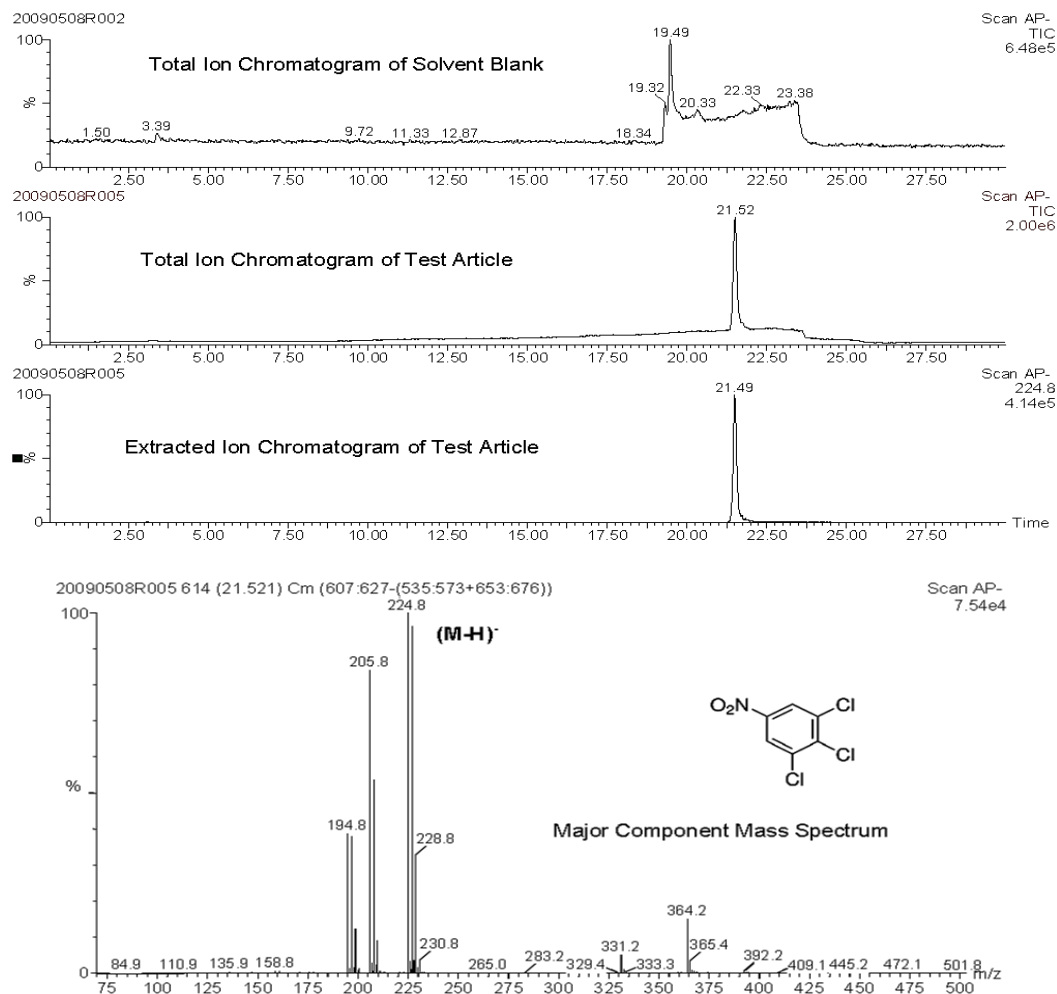 20090508R002
Scan AP-
TIC
6.48e5
100
%
0
Total Ion Chromatogram of Solvent Blank
1.50
3.39
9.72
11.33
12.87
18.34
19.32
19.49
20.33
22.33
23.38
2.50 5.00 7.50 10.00 12.50 15.00 17.50 20.00 22.50 25.00 27.50
20090508R005
Scan AP-
TIC
2.00e6
100
%
0
Total Ion Chromatogram of Test Article
21.52
2.50 5.00 7.50 10.00 12.50 15.00 17.50 20.00 22.50 25.00 27.50
20090508R005
Scan AP-
224.8
4.14e5
100
%
0
Extracted Ion Chromatogram of Test Article
21.49
Time
2.50 5.00 7.50 10.00 12.50 15.00 17.50 20.00 22.50 25.00 27.50
20090508R005 614 (21.521) Cm (607:627-(535:573+653:676))
Scan AP-
7.54e4
100
%
0
224.8
(M-H)-
205.8
194.8
228.8
230.8
O2N
Cl
Cl
Cl
Major Component Mass Spectrum
84.9
110.9
135.9
158.8
265.0
283.2
329.4
331.2
333.3
364.2
365.4
392.2
409.1
445.2
472.1
501.8
m/z
75 100 125 150 175 200 225 250 275 300 325 350 375 400 425 450 475 500